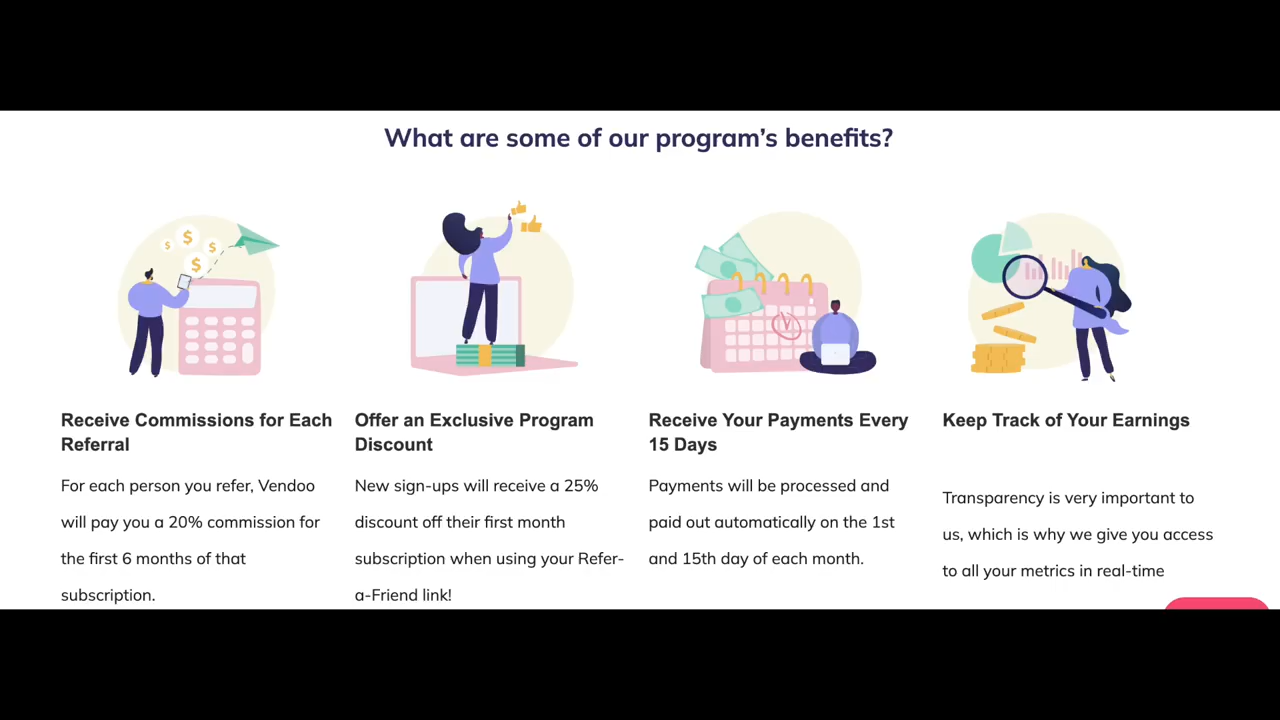 What are some of our program's benefits?
Receive Commissions for Each
Referral
For each person you refer, Vendoo
will pay you a 20% commission for
the first 6 months of that
subscription.
Offer an Exclusive Program
Discount
New sign-ups will receive a 25%
discount off their first month
subscription when using your Refer-
a-Friend link!
Receive Your Payments Every
15 Days
Payments will be processed and
paid out automatically on the 1st
and 15th day of each month.
Keep Track of Your Earnings
Transparency is very important to
us, which is why we give you access
to all your metrics in real-time